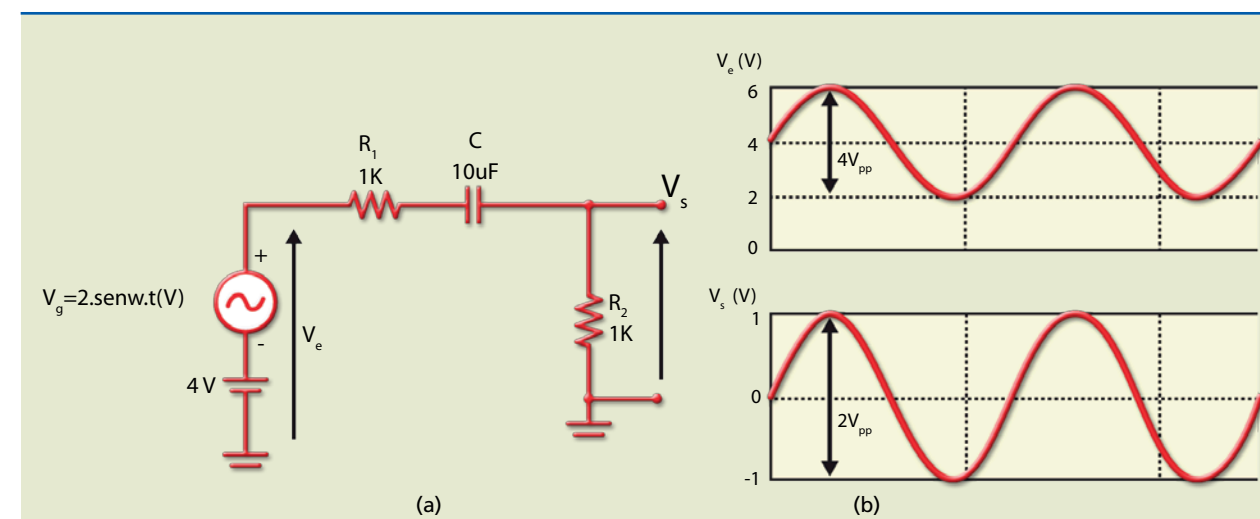 R₁
1K
C
10uF
Vₛ
+
V_g=2.senw.t(V)
-
Vₑ
4 V
R₂
1K
(a)
Vₑ (V)
6
4
2
0
4Vₚₚ
Vₛ (V)
1
0
-1
2Vₚₚ
(b)